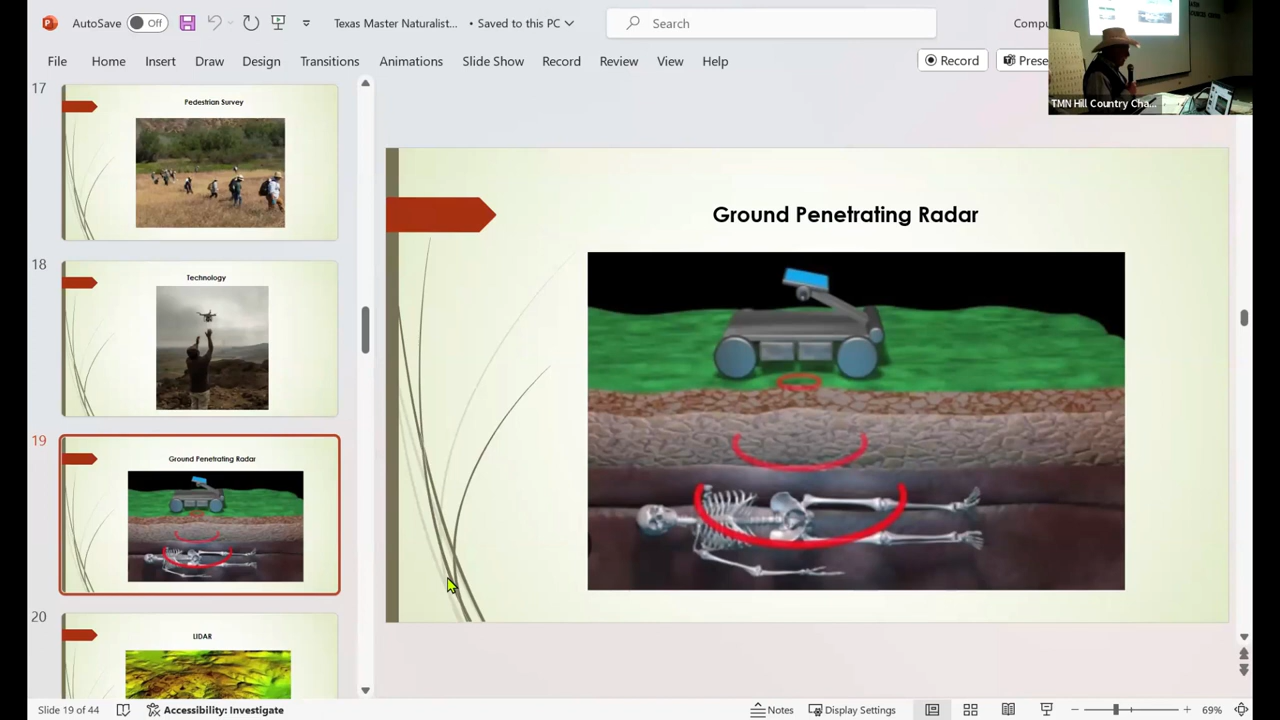 AutoSave Off Texas Master Naturalist... • Saved to this PC Search Compu
File Home Insert Draw Design Transitions Animations Slide Show Record Review View Help Record Prese
TMN Hill Country Cha...
17
Pedestrian Survey
18
Technology
19
Ground Penetrating Radar
20
LIDAR
Ground Penetrating Radar
Slide 19 of 44 Accessibility: Investigate Notes Display Settings 69%